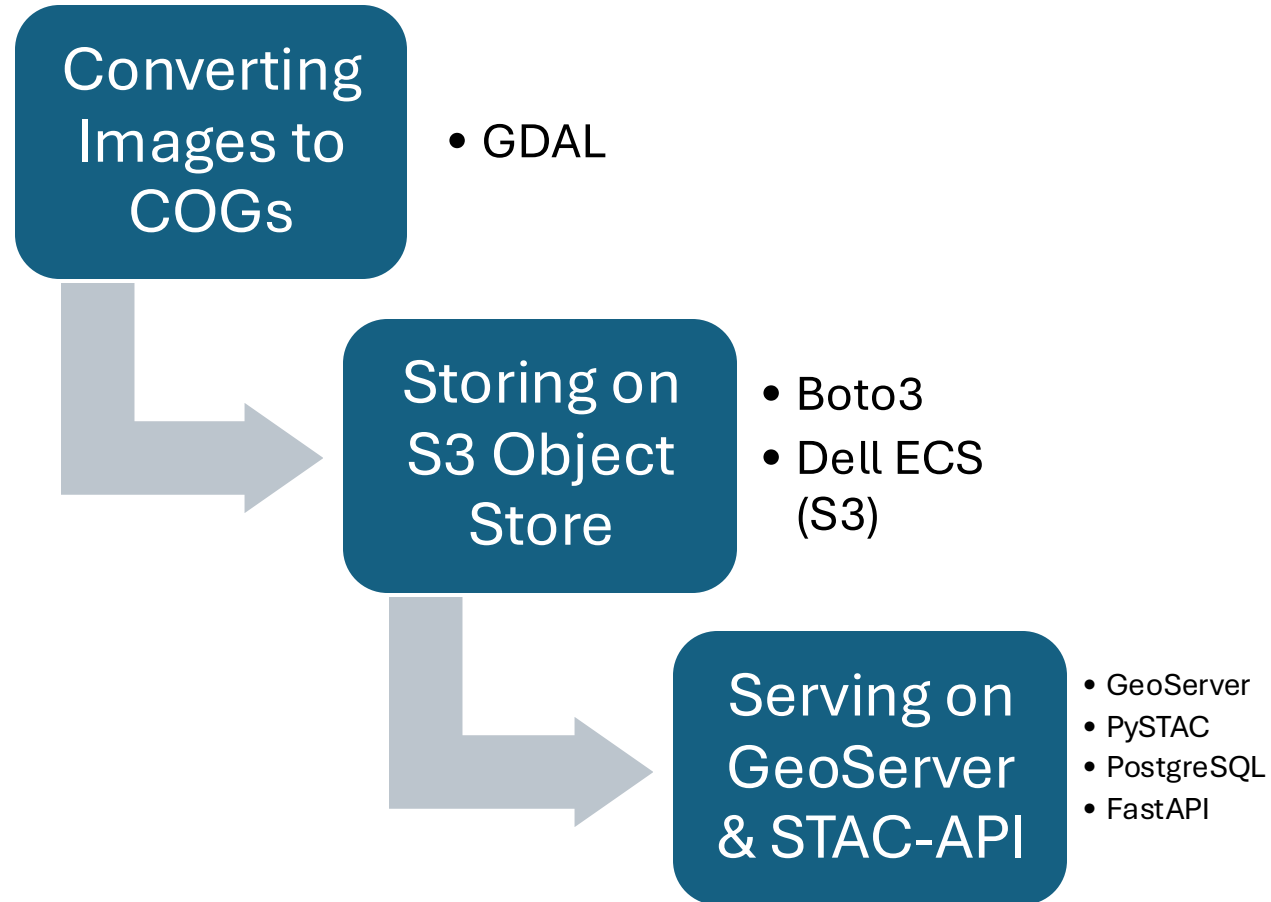 Converting
Images to
COGs
• GDAL
Storing on
S3 Object
Store
• Boto3
• Dell ECS
(S3)
Serving on
GeoServer
& STAC-API
• GeoServer
• PySTAC
• PostgreSQL
• FastAPI